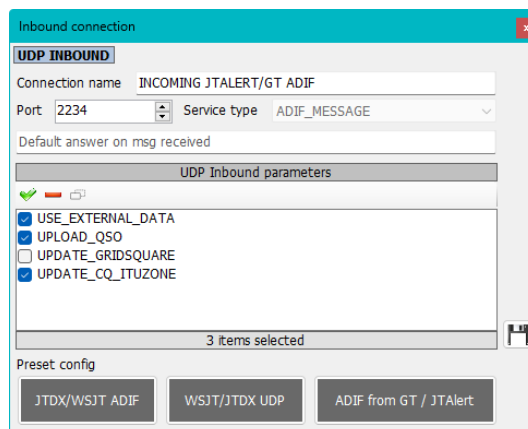 Inbound connection
x
UDP INBOUND
Connection name INCOMING JTALERT/GT ADIF
Port 2234 Service type ADIF_MESSAGE
Default answer on msg received
UDP Inbound parameters
USE_EXTERNAL_DATA
UPLOAD_QSO
UPDATE_GRIDSQUARE
UPDATE_CQ_ITUZONE
3 items selected
Preset config
JTDX/WSJT ADIF WSJT/JTDX UDP ADIF from GT / JTAlert